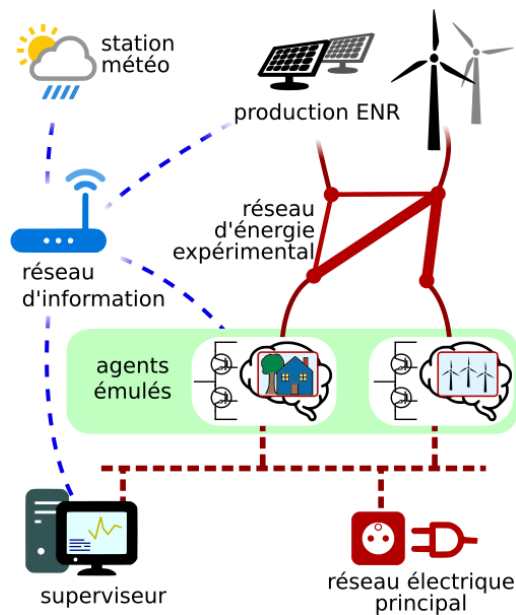 station
météo
production ENR
réseau
d'énergie
expérimental
réseau
d'information
agents
émulés
superviseur
réseau électrique
principal